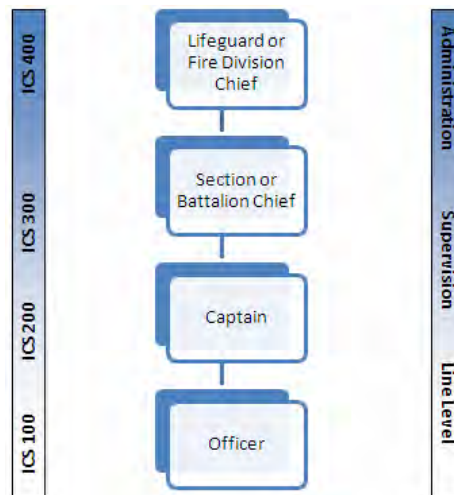 ICS 400
Lifeguard or
Fire Division
Chief
Administration
Section or
Battalion Chief
ICS 300
Supervision
Captain
ICS 200
Line Level
Officer
ICS 100